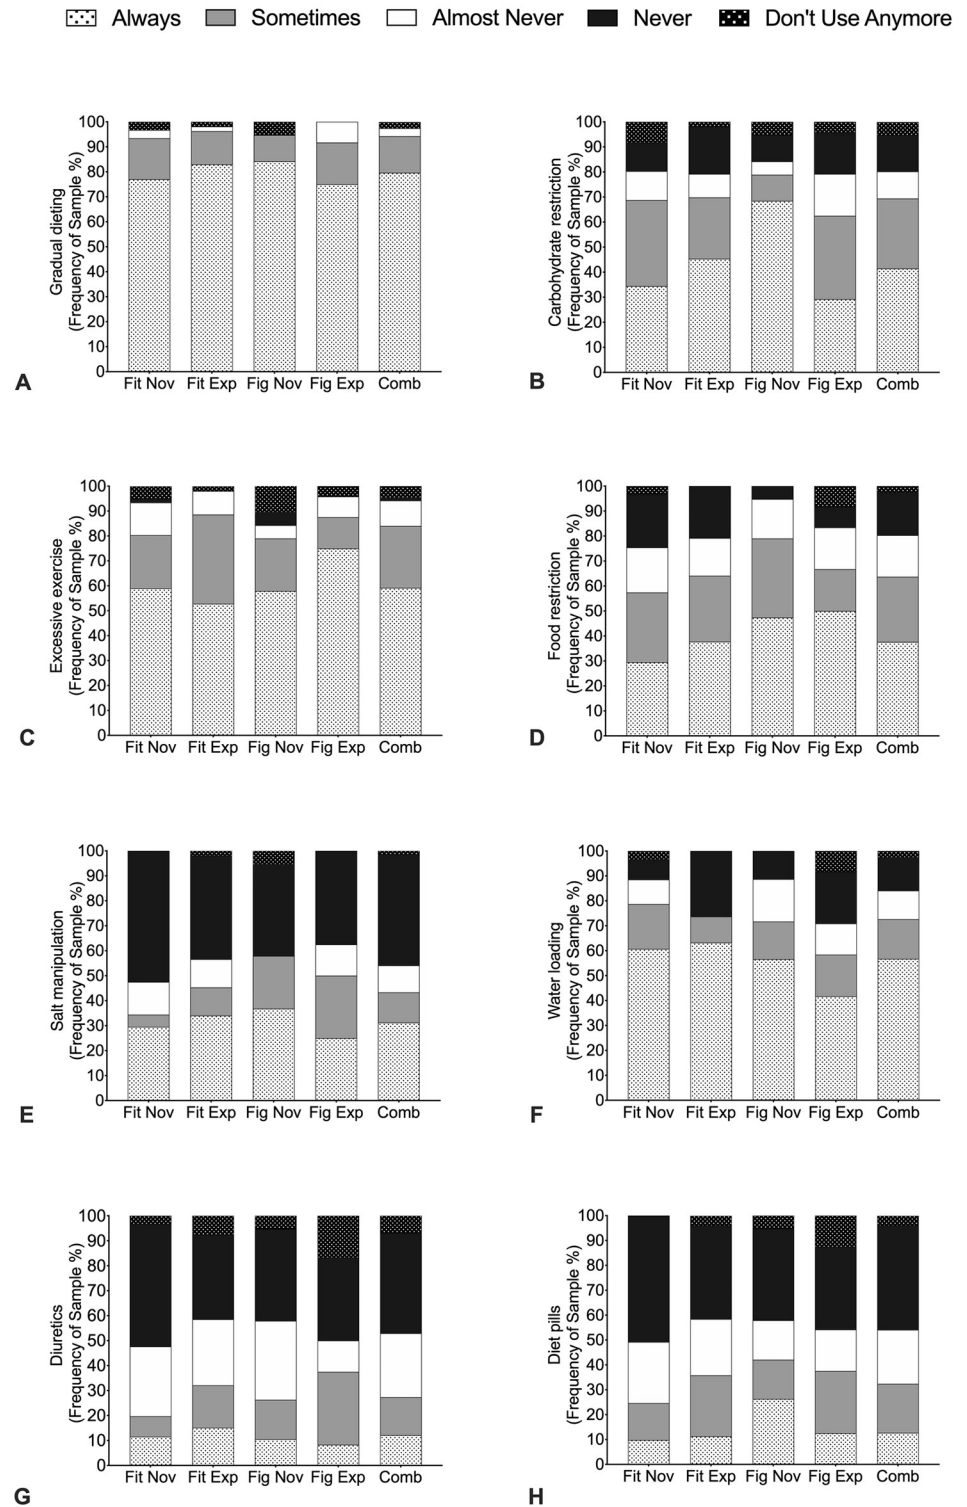 Always Sometimes Almost Never Never Don't Use Anymore
Gradual dieting
(Frequency of Sample %)
100
90
80
70
60
50
40
30
20
10
0
Fit Nov Fit Exp Fig Nov Fig Exp Comb
A
Carbohydrate restriction
(Frequency of Sample %)
100
90
80
70
60
50
40
30
20
10
0
Fit Nov Fit Exp Fig Nov Fig Exp Comb
B
Excessive exercise
(Frequency of Sample %)
100
90
80
70
60
50
40
30
20
10
0
Fit Nov Fit Exp Fig Nov Fig Exp Comb
C
Food restriction
(Frequency of Sample %)
100
90
80
70
60
50
40
30
20
10
0
Fit Nov Fit Exp Fig Nov Fig Exp Comb
D
Salt manipulation
(Frequency of Sample %)
100
90
80
70
60
50
40
30
20
10
0
Fit Nov Fit Exp Fig Nov Fig Exp Comb
E
Water loading
(Frequency of Sample %)
100
90
80
70
60
50
40
30
20
10
0
Fit Nov Fit Exp Fig Nov Fig Exp Comb
F
Diuretics
(Frequency of Sample %)
100
90
80
70
60
50
40
30
20
10
0
Fit Nov Fit Exp Fig Nov Fig Exp Comb
G
Diet pills
(Frequency of Sample %)
100
90
80
70
60
50
40
30
20
10
0
Fit Nov Fit Exp Fig Nov Fig Exp Comb
H